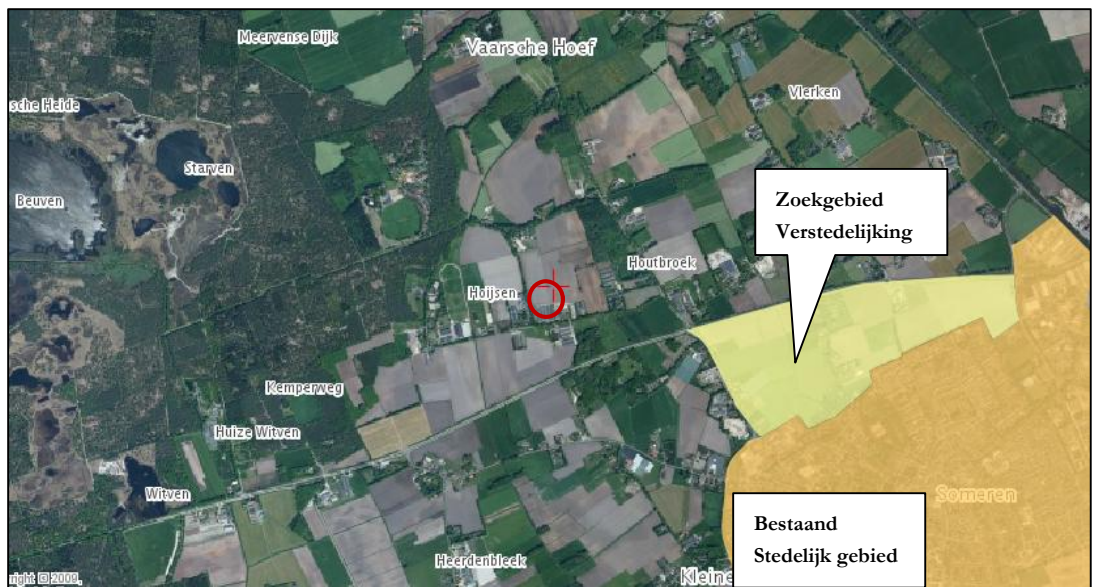 Meervense Dijk
Vaarsche Hoef
Vlerken
sche Heide
Starven
Beuven
Zoekgebied
Verstedelijking
Houtbroek
Hoijsen
Kemperweg
Huize Witven
Witven
Someren
Bestaand
Stedelijk gebied
Heerdenbleek
Kleine
right © 2009,